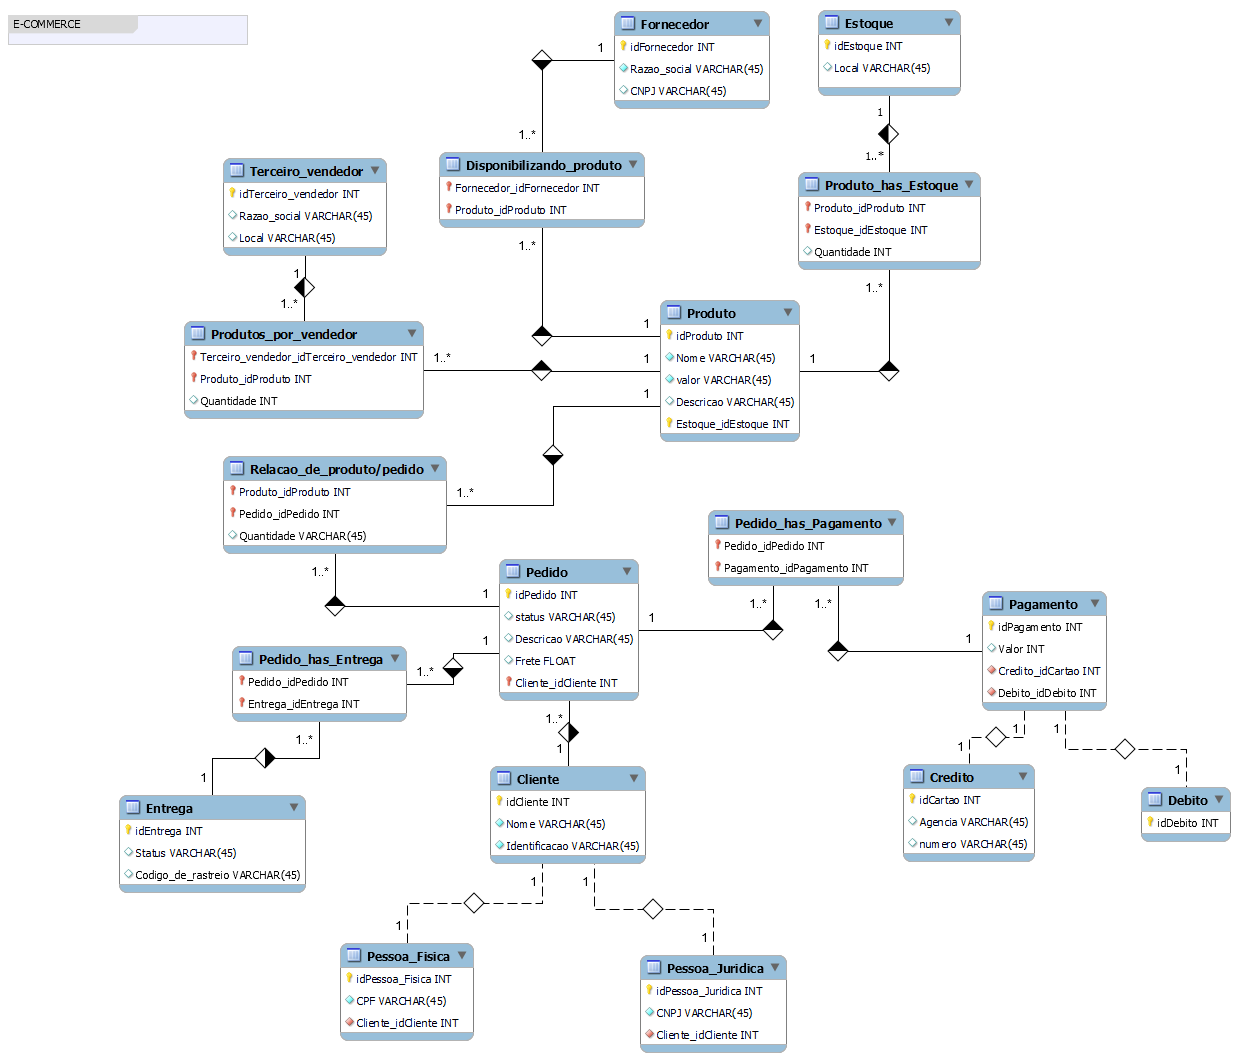 E-COMMERCE
Fornecedor
idFornecedor INT
Razao_social VARCHAR(45)
CNPJ VARCHAR(45)
1
1..*
Estoque
idEstoque INT
Local VARCHAR(45)
1
1..*
Terceiro_vendedor
idTerceiro_vendedor INT
Razao_social VARCHAR(45)
Local VARCHAR(45)
1
1..*
Disponibilizando_produto
Fornecedor_idFornecedor INT
Produto_idProduto INT
1..*
1
Produto_has_Estoque
Produto_idProduto INT
Estoque_idEstoque INT
Quantidade INT
1..*
1
Produtos_por_vendedor
Terceiro_vendedor_idTerceiro_vendedor INT
Produto_idProduto INT
Quantidade INT
1..*
1
Produto
idProduto INT
Nome VARCHAR(45)
valor VARCHAR(45)
Descricao VARCHAR(45)
Estoque_idEstoque INT
1
1..*
Relacao_de_produto/pedido
Produto_idProduto INT
Pedido_idPedido INT
Quantidade VARCHAR(45)
1..*
1
Pedido_has_Pagamento
Pedido_idPedido INT
Pagamento_idPagamento INT
1..*
1..*
1
1
Pedido
idPedido INT
status VARCHAR(45)
Descricao VARCHAR(45)
Frete FLOAT
Cliente_idCliente INT
1..*
1
Pagamento
idPagamento INT
Valor INT
Credito_idCartao INT
Debito_idDebito INT
1
1
1
1
Pedido_has_Entrega
Pedido_idPedido INT
Entrega_idEntrega INT
1
1..*
1..*
1
Cliente
idCliente INT
Nome VARCHAR(45)
Identificacao VARCHAR(45)
1
1
1
1
Credito
idCartao INT
Agencia VARCHAR(45)
numero VARCHAR(45)
Debito
idDebito INT
Entrega
idEntrega INT
Status VARCHAR(45)
Codigo_de_rastreio VARCHAR(45)
Pessoa_Fisica
idPessoa_Fisica INT
CPF VARCHAR(45)
Cliente_idCliente INT
Pessoa_Juridica
idPessoa_Juridica INT
CNPJ VARCHAR(45)
Cliente_idCliente INT